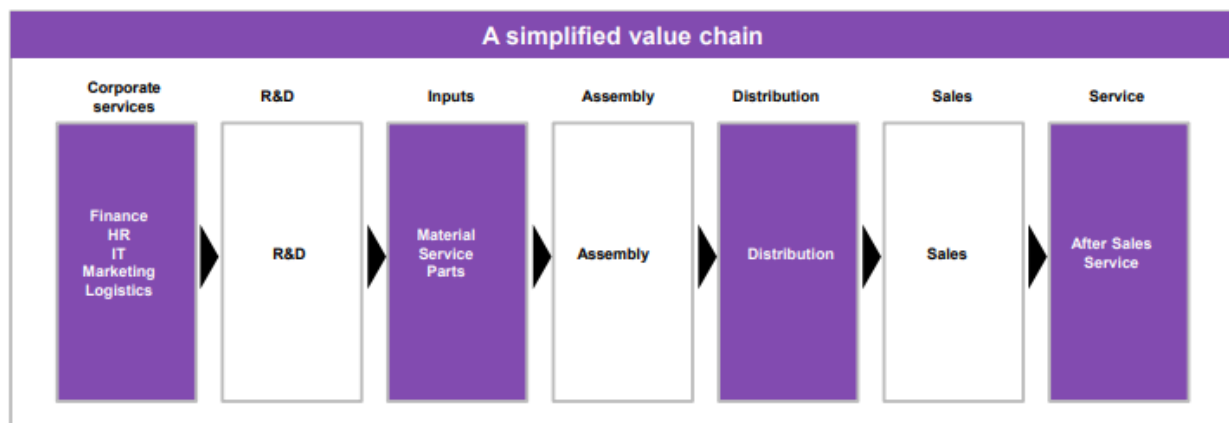 A simplified value chain
Corporate
services
R&D
Inputs
Assembly
Distribution
Sales
Service
Finance
HR
IT
Marketing
Logistics
R&D
Material
Service
Parts
Assembly
Distribution
Sales
After Sales
Service